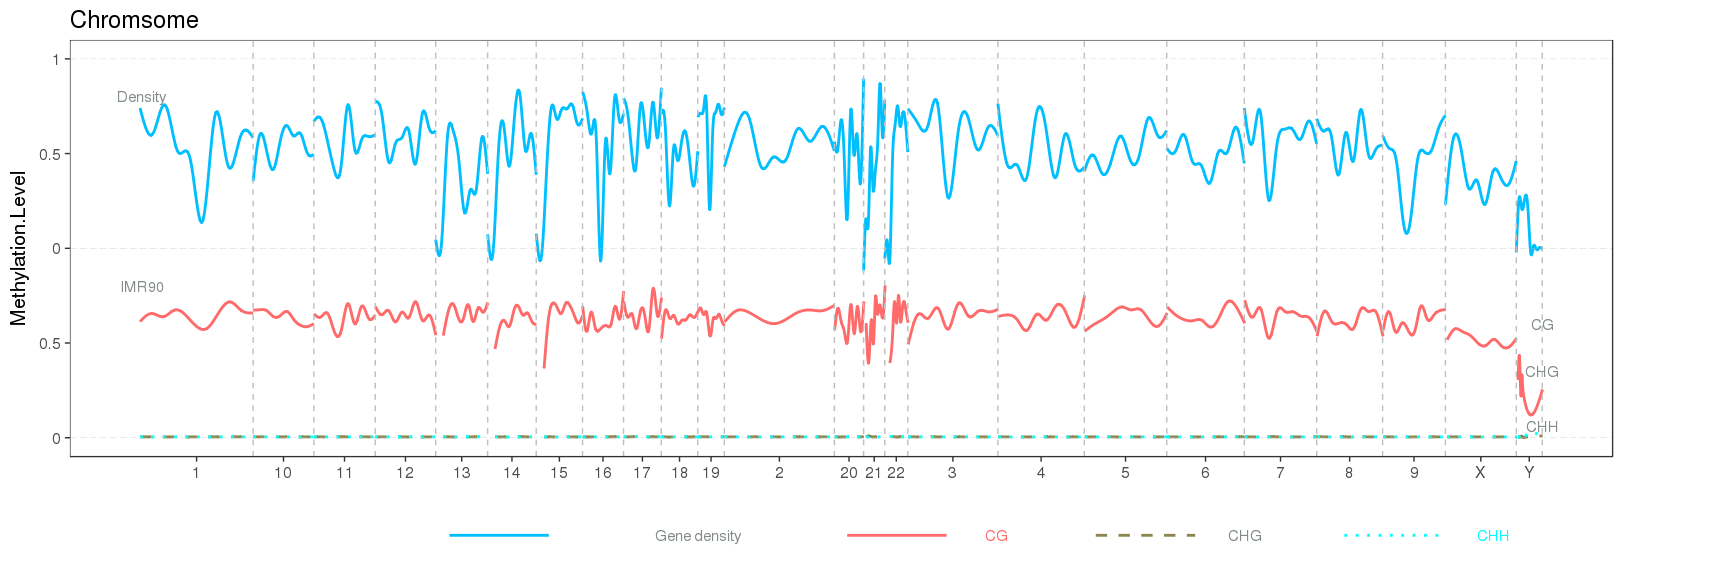 Chromsome
Methylation.Level
1
Density
0.5
0
IMR90
CG
0.5
CHG
CHH
0
1 10 11 12 13 14 15 16 17 18 19 2 20 21 22 3 4 5 6 7 8 9 X Y
Gene density CG CHG CHH